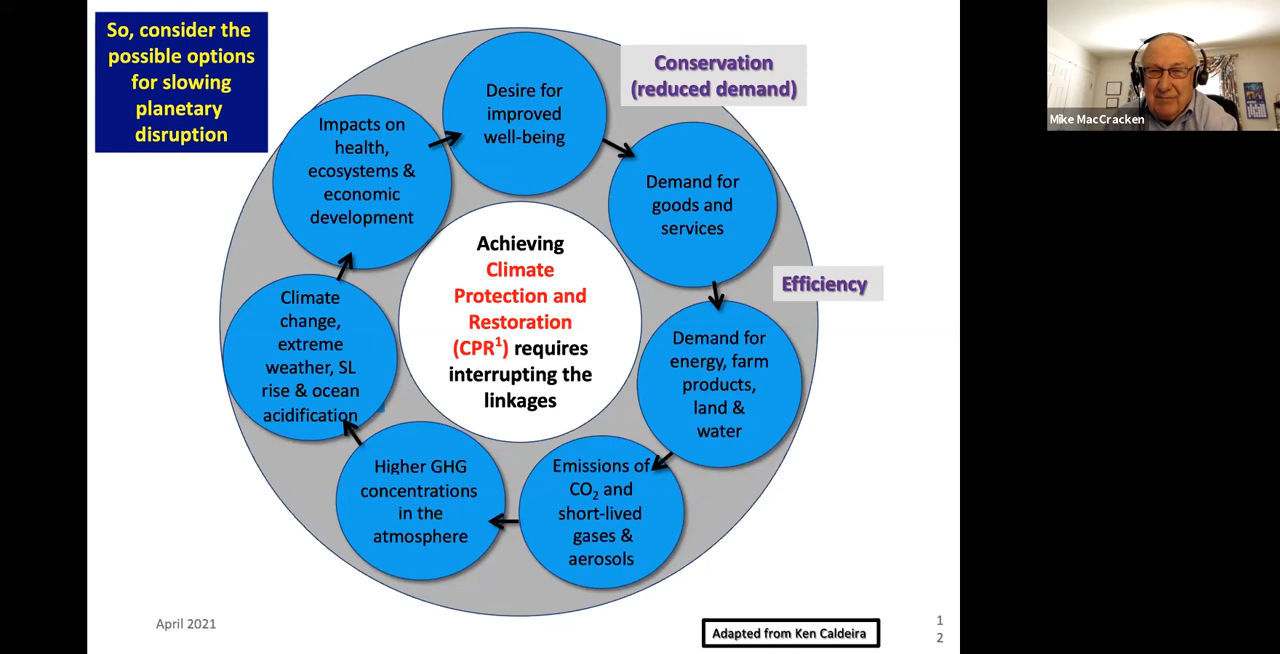 So, consider the
possible options
for slowing
planetary
disruption
Conservation
(reduced demand)
Desire for
improved
well-being
Demand for
goods and
services
Efficiency
Demand for
energy, farm
products,
land &
water
Emissions of
CO₂ and
short-lived
gases &
aerosols
Higher GHG
concentrations
in the
atmosphere
Climate
change,
extreme
weather, SL
rise & ocean
acidification
Impacts on
health,
ecosystems &
economic
development
Achieving
Climate
Protection and
Restoration
(CPR¹) requires
interrupting the
linkages
April 2021
Adapted from Ken Caldeira
1
2
Mike MacCracken